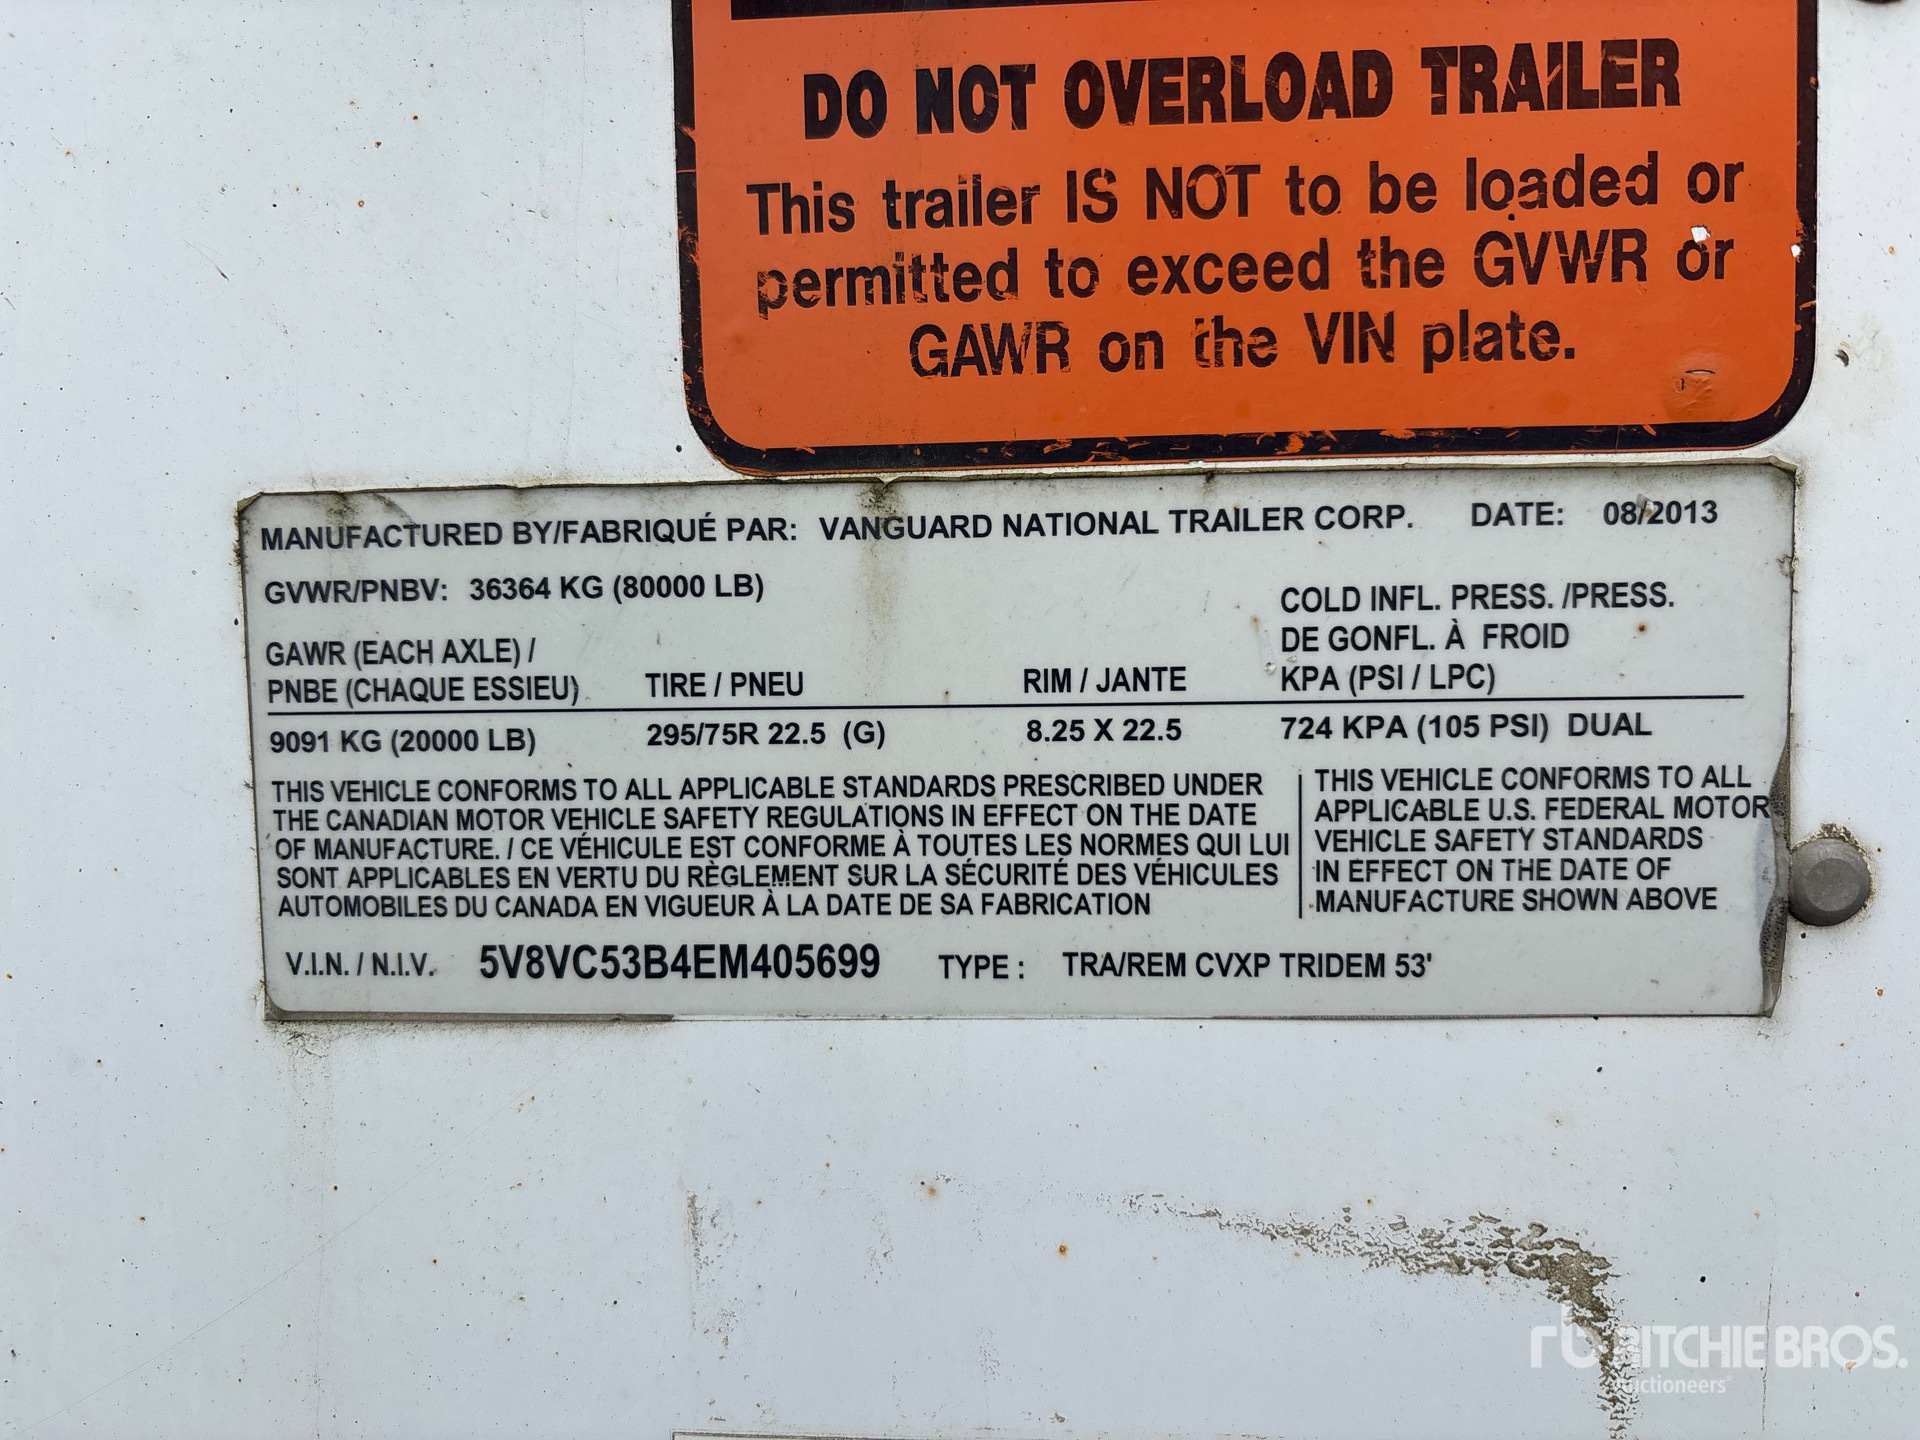 DO NOT OVERLOAD TRAILER
This trailer IS NOT to be loaded or
permitted to exceed the GVWR or
GAWR on the VIN plate.
MANUFACTURED BY/FABRIQUÉ PAR: VANGUARD NATIONAL TRAILER CORP. DATE: 08/2013
GVWR/PNBV: 36364 KG (80000 LB)
COLD INFL. PRESS. /PRESS.
DE GONFL. À FROID
KPA (PSI / LPC)
GAWR (EACH AXLE) /
PNBE (CHAQUE ESSIEU) TIRE / PNEU RIM / JANTE
9091 KG (20000 LB) 295/75R 22.5 (G) 8.25 X 22.5 724 KPA (105 PSI) DUAL
THIS VEHICLE CONFORMS TO ALL APPLICABLE STANDARDS PRESCRIBED UNDER
THE CANADIAN MOTOR VEHICLE SAFETY REGULATIONS IN EFFECT ON THE DATE
OF MANUFACTURE. / CE VÉHICULE EST CONFORME À TOUTES LES NORMES QUI LUI
SONT APPLICABLES EN VERTU DU RÈGLEMENT SUR LA SÉCURITÉ DES VÉHICULES
AUTOMOBILES DU CANADA EN VIGUEUR À LA DATE DE SA FABRICATION
THIS VEHICLE CONFORMS TO ALL
APPLICABLE U.S. FEDERAL MOTOR
VEHICLE SAFETY STANDARDS
IN EFFECT ON THE DATE OF
MANUFACTURE SHOWN ABOVE
V.I.N. / N.I.V. 5V8VC53B4EM405699 TYPE : TRA/REM CVXP TRIDEM 53'
rb RITCHIE BROS.
Auctioneers